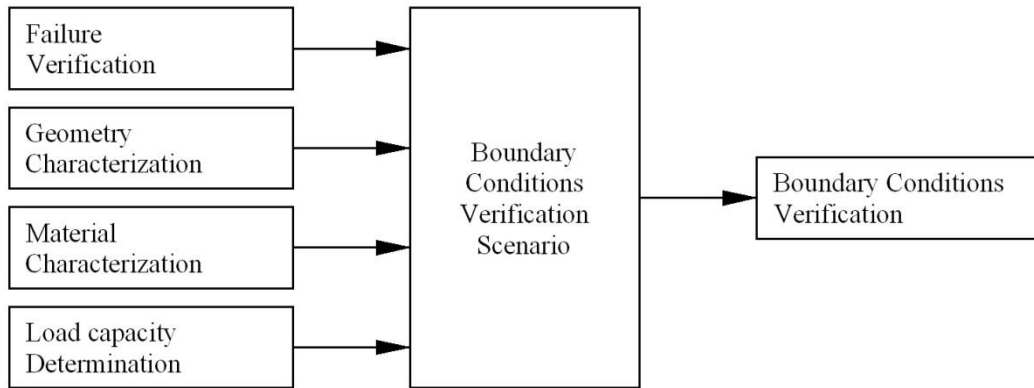 Failure
Verification
Geometry
Characterization
Material
Characterization
Load capacity
Determination
Boundary
Conditions
Verification
Scenario
Boundary Conditions
Verification